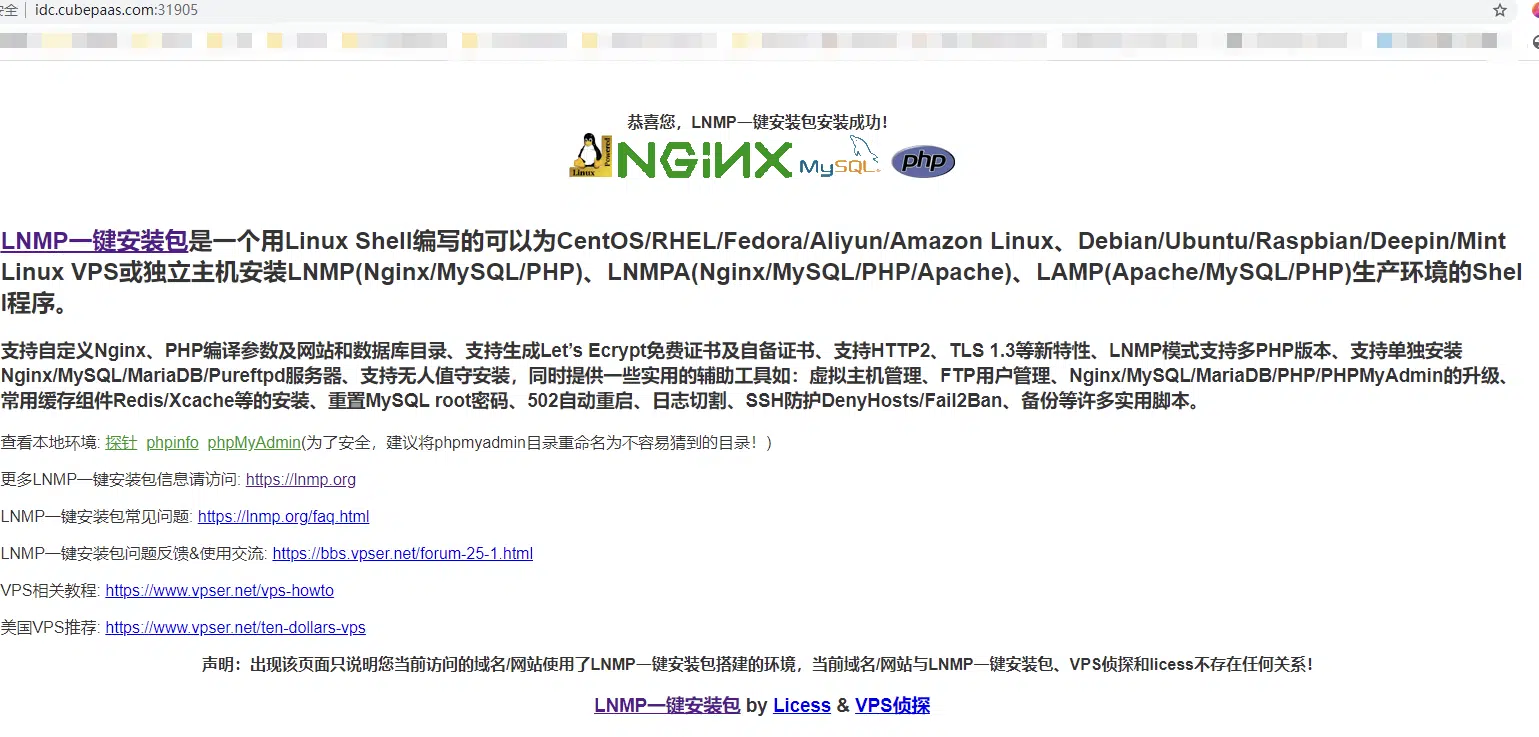 安全 | idc.cubepaas.com:31905
恭喜您，LNMP一键安装包安装成功！
Linux Powered NGiNX MySQL php
LNMP一键安装包是一个用Linux Shell编写的可以为CentOS/RHEL/Fedora/Aliyun/Amazon Linux、Debian/Ubuntu/Raspbian/Deepin/Mint
Linux VPS或独立主机安装LNMP(Nginx/MySQL/PHP)、LNMPA(Nginx/MySQL/PHP/Apache)、LAMP(Apache/MySQL/PHP)生产环境的Shel
l程序。
支持自定义Nginx、PHP编译参数及网站和数据库目录、支持生成Let’s Ecrypt免费证书及自备证书、支持HTTP2、TLS 1.3等新特性、LNMP模式支持多PHP版本、支持单独安装
Nginx/MySQL/MariaDB/Pureftpd服务器、支持无人值守安装，同时提供一些实用的辅助工具如：虚拟主机管理、FTP用户管理、Nginx/MySQL/MariaDB/PHP/PHPMyAdmin的升级、
常用缓存组件Redis/Xcache等的安装、重置MySQL root密码、502自动重启、日志切割、SSH防护DenyHosts/Fail2Ban、备份等许多实用脚本。
查看本地环境: 探针 phpinfo phpMyAdmin(为了安全，建议将phpmyadmin目录重命名为不容易猜到的目录！)
更多LNMP一键安装包信息请访问: https://lnmp.org
LNMP一键安装包常见问题: https://lnmp.org/faq.html
LNMP一键安装包问题反馈&使用交流: https://bbs.vpser.net/forum-25-1.html
VPS相关教程: https://www.vpser.net/vps-howto
美国VPS推荐: https://www.vpser.net/ten-dollars-vps
声明：出现该页面只说明您当前访问的域名/网站使用了LNMP一键安装包搭建的环境，当前域名/网站与LNMP一键安装包、VPS侦探和licess不存在任何关系！
LNMP一键安装包 by Licess & VPS侦探